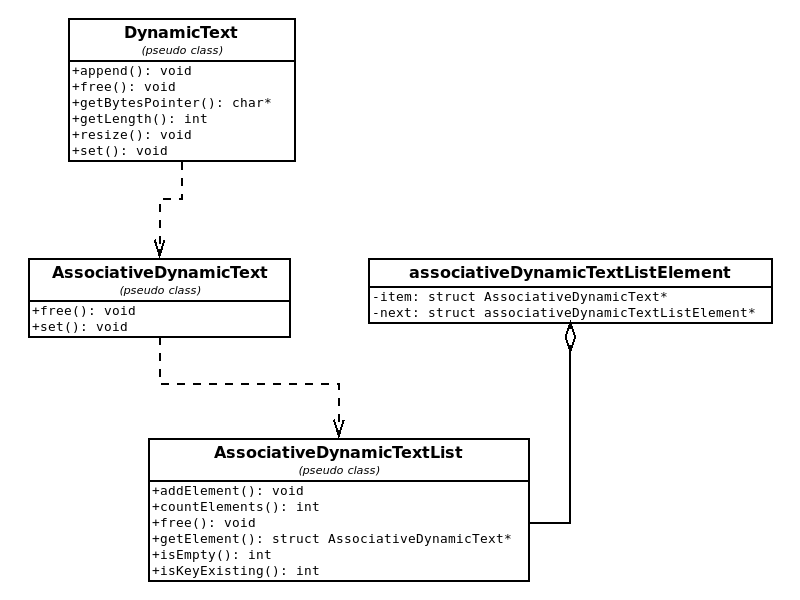 DynamicText
(pseudo class)
+append(): void
+free(): void
+getBytesPointer(): char*
+getLength(): int
+resize(): void
+set(): void
AssociativeDynamicText
(pseudo class)
+free(): void
+set(): void
associativeDynamicTextListElement
-item: struct AssociativeDynamicText*
-next: struct associativeDynamicTextListElement*
AssociativeDynamicTextList
(pseudo class)
+addElement(): void
+countElements(): int
+free(): void
+getElement(): struct AssociativeDynamicText*
+isEmpty(): int
+isKeyExisting(): int